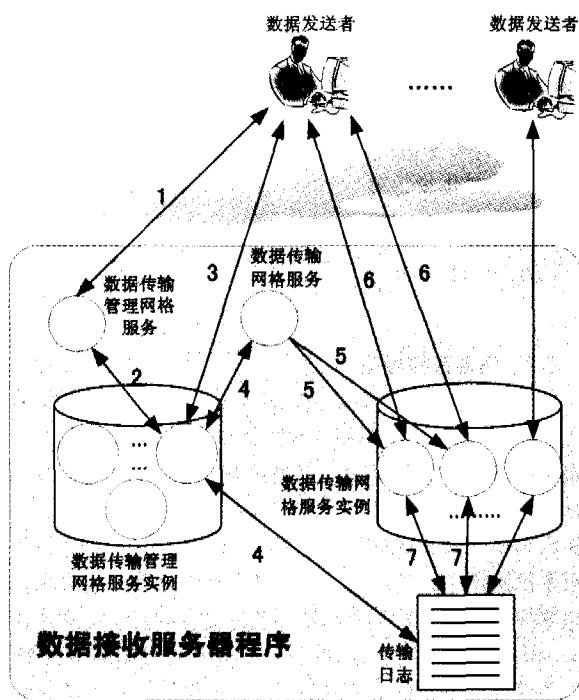 数据发送者
数据发送者
......
1
3
数据传输
网格服务
6
6
数据传输
管理网格
服务
2
4
5
5
...
...
数据传输网
格服务实例
.........
数据传输管理
网格服务实例
4
7
7
数据接收服务器程序
传输
日志